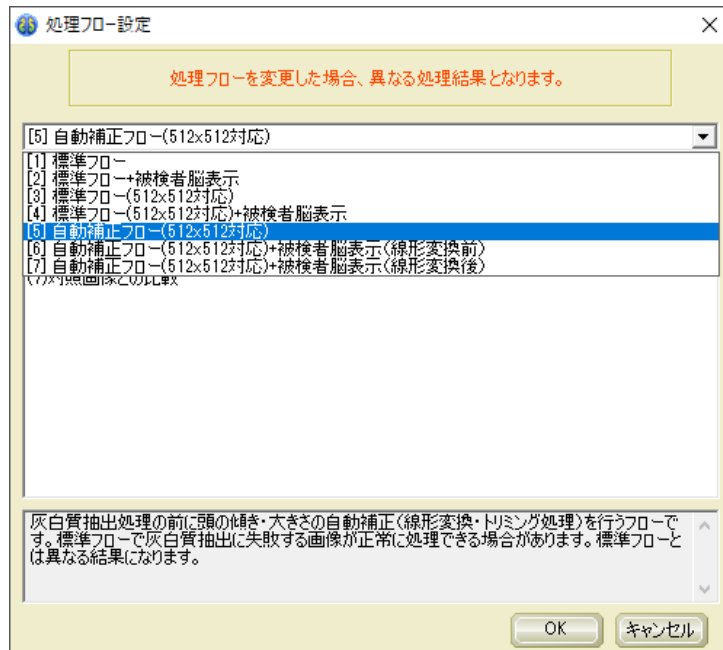 処理フロー設定
処理フローを変更した場合、異なる処理結果となります。
[5] 自動補正フロー(512x512対応)
[1] 標準フロー
[2] 標準フロー+被検者脳表示
[3] 標準フロー(512x512対応)
[4] 標準フロー(512x512対応)+被検者脳表示
[5] 自動補正フロー(512x512対応)
[6] 自動補正フロー(512x512対応)+被検者脳表示(線形変換前)
[7] 自動補正フロー(512x512対応)+被検者脳表示(線形変換後)
(7)対照画像との比較
灰白質抽出処理の前に頭の傾き・大きさの自動補正(線形変換・トリミング処理)を行うフローで
す。標準フローで灰白質抽出に失敗する画像が正常に処理できる場合があります。標準フローと
は異なる結果になります。
OK
キャンセル